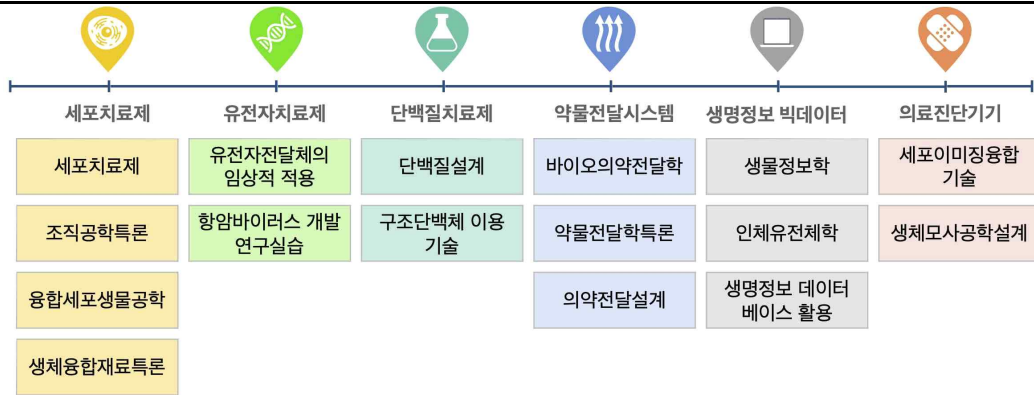 세포치료제
유전자치료제
단백질치료제
약물전달시스템
생명정보 빅데이터
의료진단기기
세포치료제
유전자전달체의
임상적 적용
단백질설계
바이오의약전달학
생물정보학
세포이미징융합
기술
조직공학특론
항암바이러스 개발
연구실습
구조단백체 이용
기술
약물전달학특론
인체유전체학
생체모사공학설계
융합세포생물공학
의약전달설계
생명정보 데이터
베이스 활용
생체융합재료특론